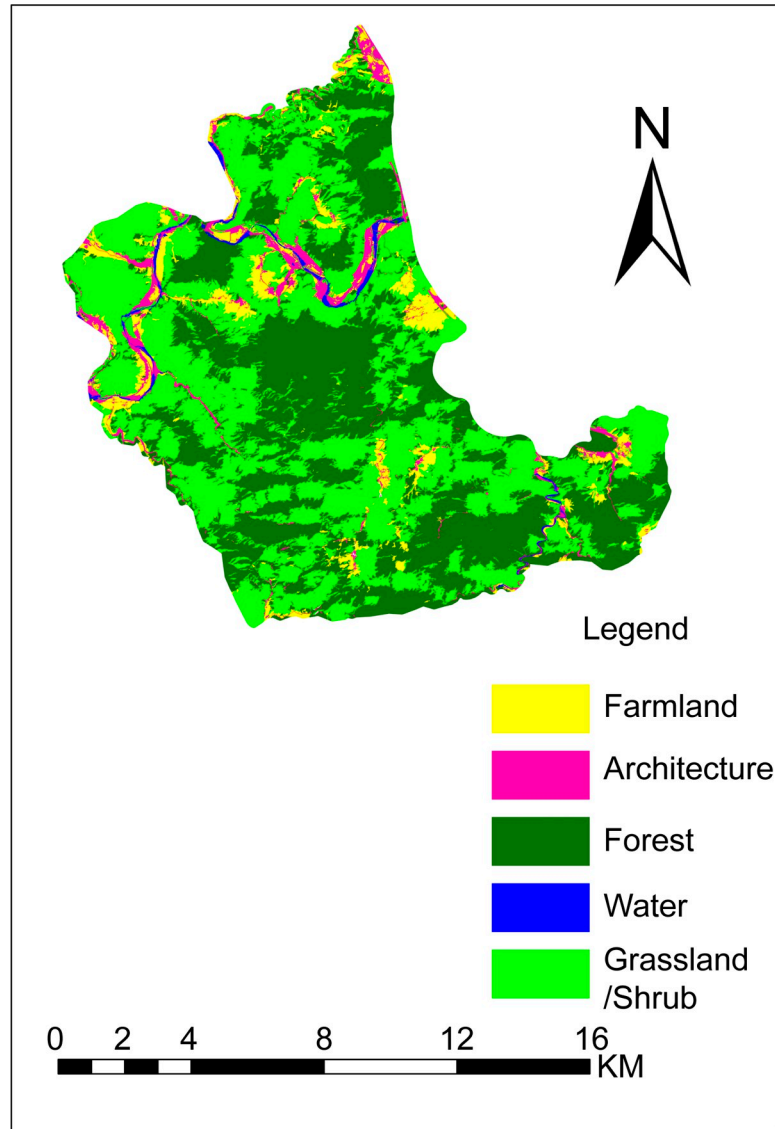 N
Legend
Farmland
Architecture
Forest
Water
Grassland
/Shrub
0 2 4 8 12 16
KM